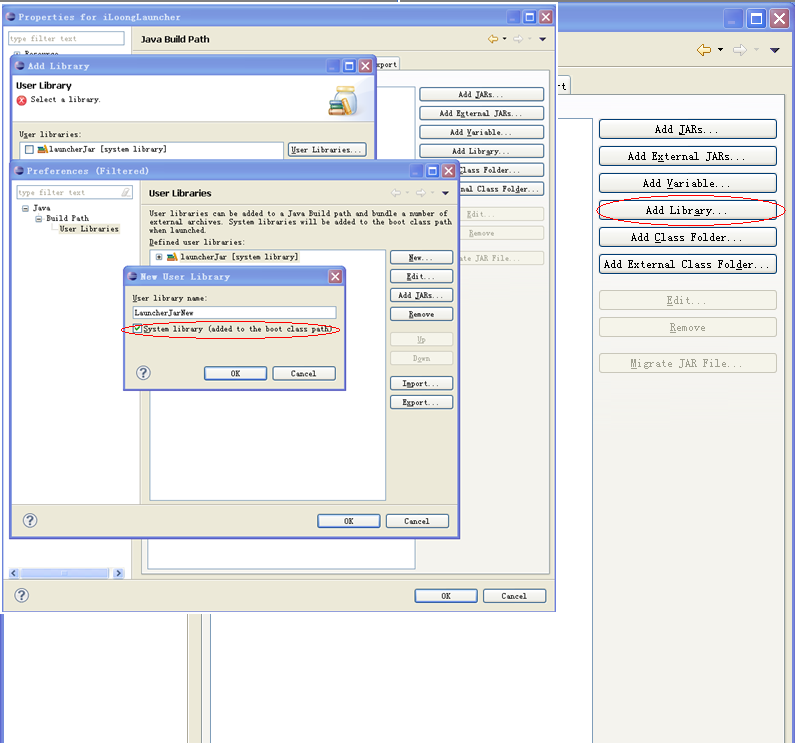 Properties for iLoongLauncher
type filter text
Java Build Path
Resource
Add Library
xport
User Library
Select a library.
User libraries:
launcherJar [system library]
User Libraries...
Add JARs...
Add External JARs...
Add Variable...
Add Library...
Class Folder...
nal Class Folder...
Edit...
Remove
te JAR File...
Preferences (Filtered)
type filter text
Java
Build Path
User Libraries
User Libraries
User libraries can be added to a Java Build path and bundle a number of
external archives. System libraries will be added to the boot class path
when launched.
Defined user libraries:
launcherJar [system library]
New...
Edit...
Add JARs...
Remove
Up
Down
Import...
Export...
New User Library
User library name:
LauncherJarNew
System library (added to the boot class path)
OK
Cancel
OK
Cancel
OK
Cancel
rt
Add JARs...
Add External JARs...
Add Variable...
Add Library...
Add Class Folder...
Add External Class Folder...
Edit...
Remove
Migrate JAR File...